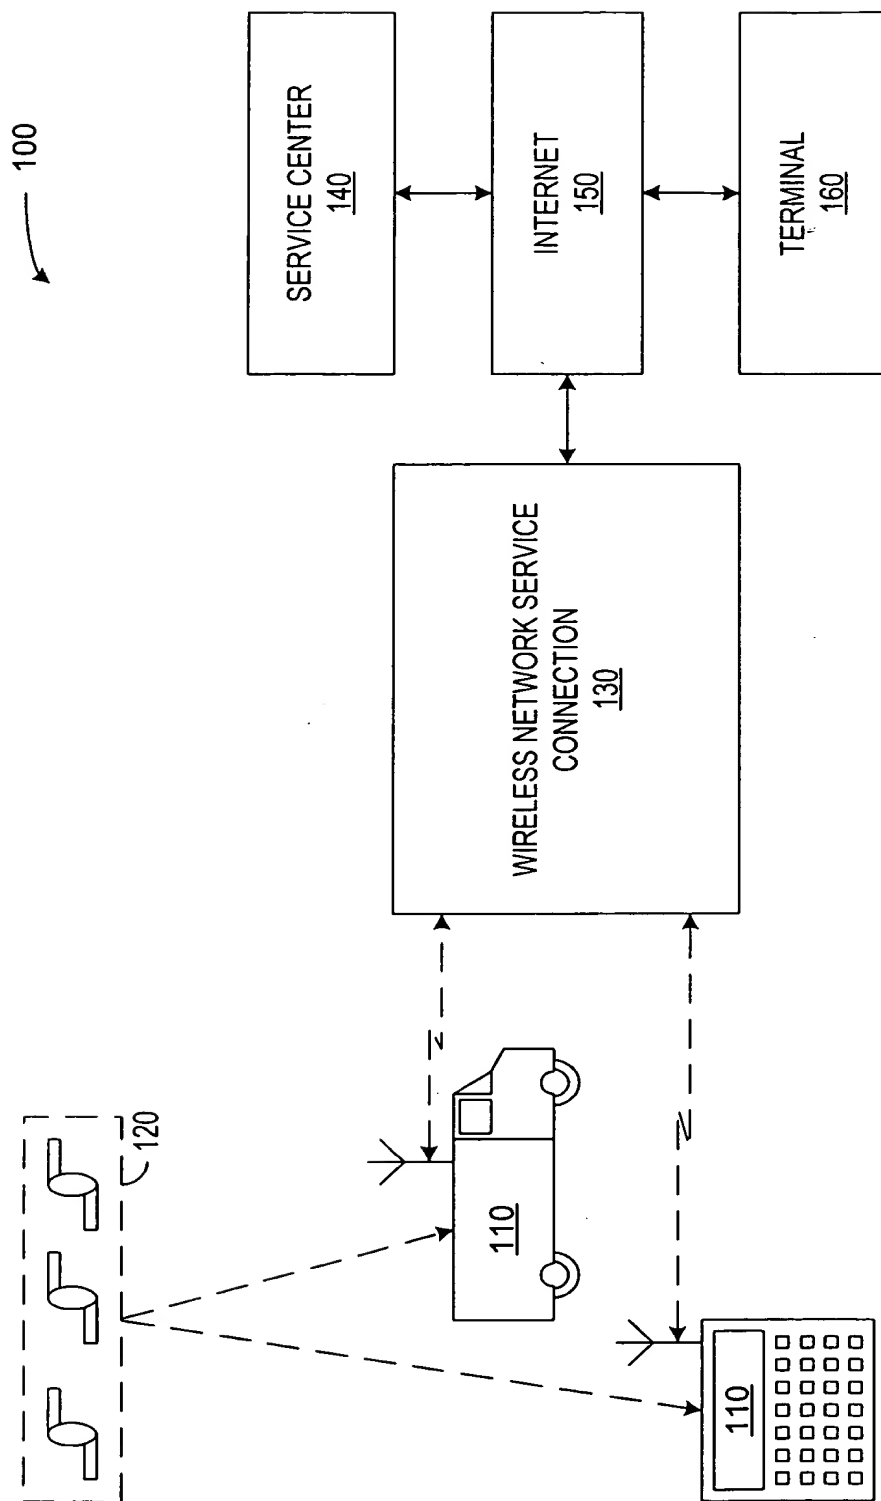 100
120
110
110
WIRELESS NETWORK SERVICE
CONNECTION
130
SERVICE CENTER
140
INTERNET
150
TERMINAL
160